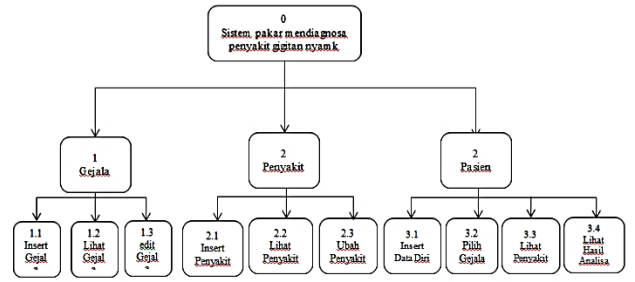 0
Sistem pakar mendiagnosa
penyakit gigitan nyamk
1
Gejala
2
Penyakit
2
Pasien
1.1
Insert
Gejal
a
1.2
Lihat
Gejal
a
1.3
edit
Gejal
a
2.1
Insert
Penyakit
2.2
Lihat
Penyakit
2.3
Ubah
Penyakit
3.1
Insert
Data Diri
3.2
Pilih
Gejala
3.3
Lihat
Penyakit
3.4
Lihat
Hasil
Analisa